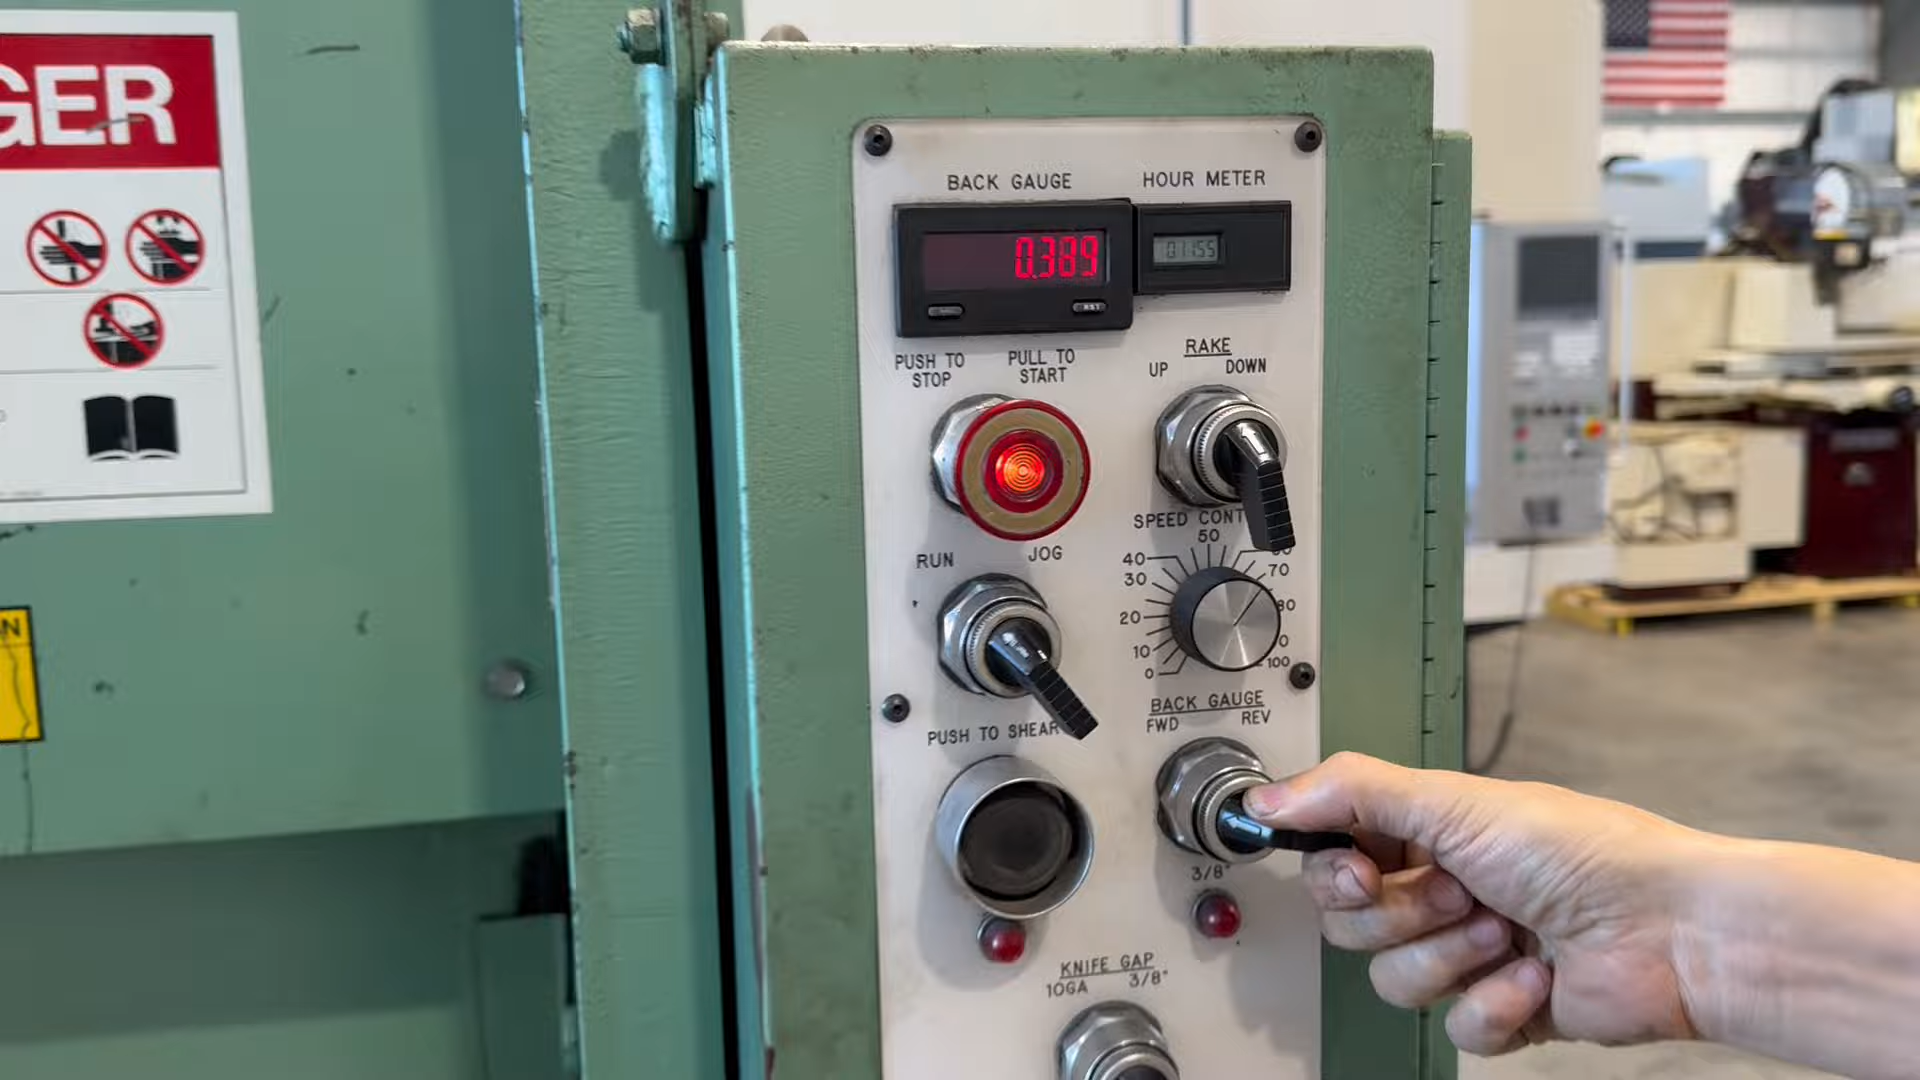 GER
N
BACK GAUGE
HOUR METER
0.389
01155
RST
PUSH TO STOP
PULL TO START
RAKE
UP
DOWN
SPEED CONT
50
40
30
20
10
0
70
80
100
RUN
JOG
PUSH TO SHEAR
BACK GAUGE
FWD
REV
3/8"
KNIFE GAP
10GA
3/8"